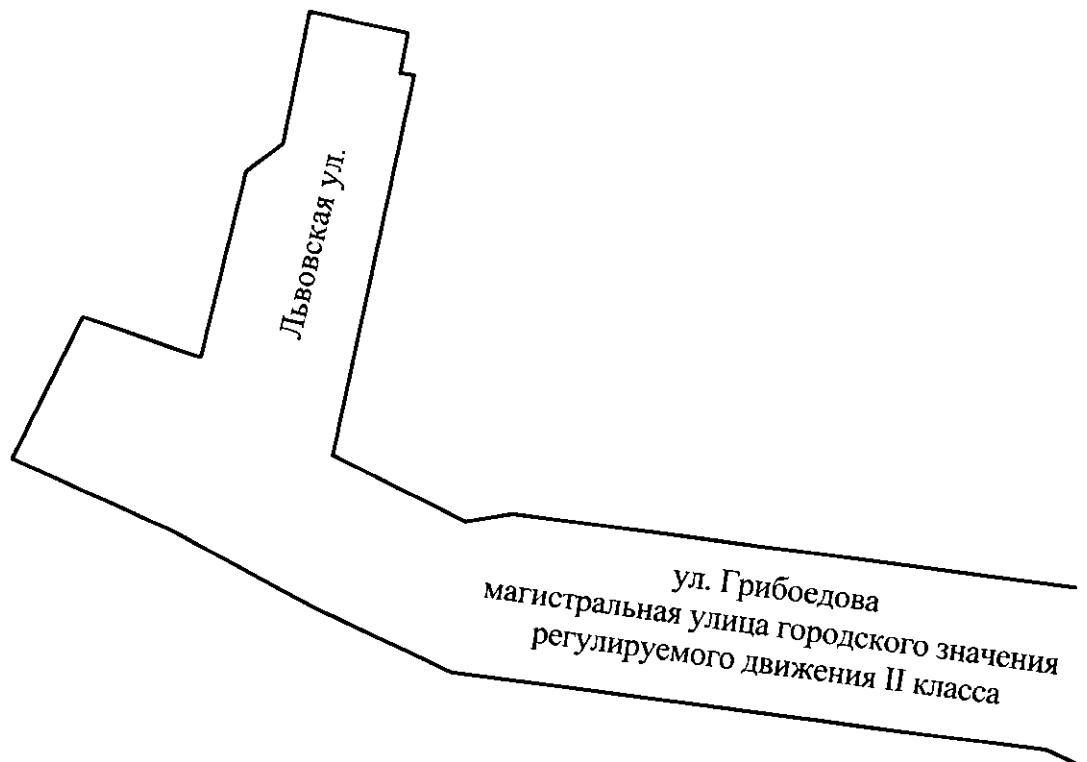 Львовская ул.
ул. Грибоедова
магистральная улица городского значения
регулируемого движения II класса